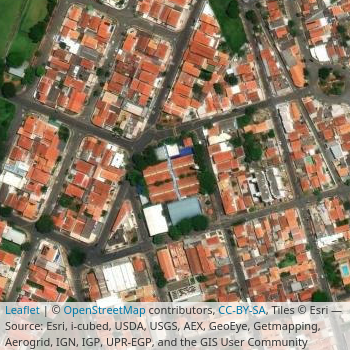 Leaflet | © OpenStreetMap contributors, CC-BY-SA, Tiles © Esri —
Source: Esri, i-cubed, USDA, USGS, AEX, GeoEye, Getmapping,
Aerogrid, IGN, IGP, UPR-EGP, and the GIS User Community